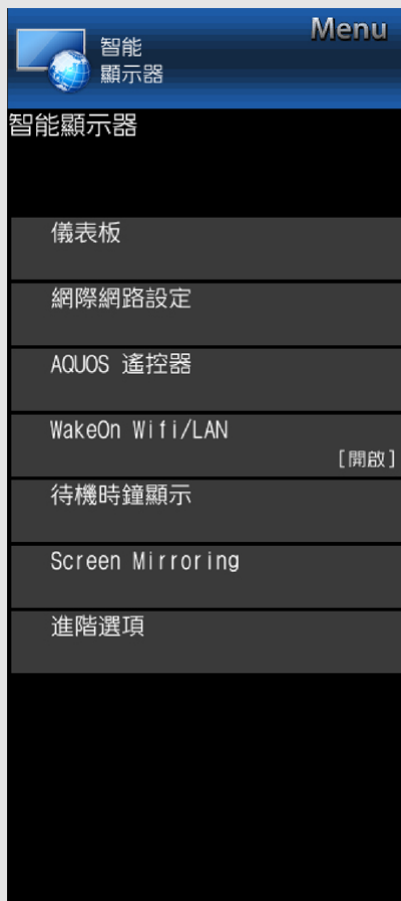 Menu
智能
顯示器
智能顯示器
儀表板
網際網路設定
AQUOS 遙控器
WakeOn Wifi/LAN
[開啟]
待機時鐘顯示
Screen Mirroring
進階選項